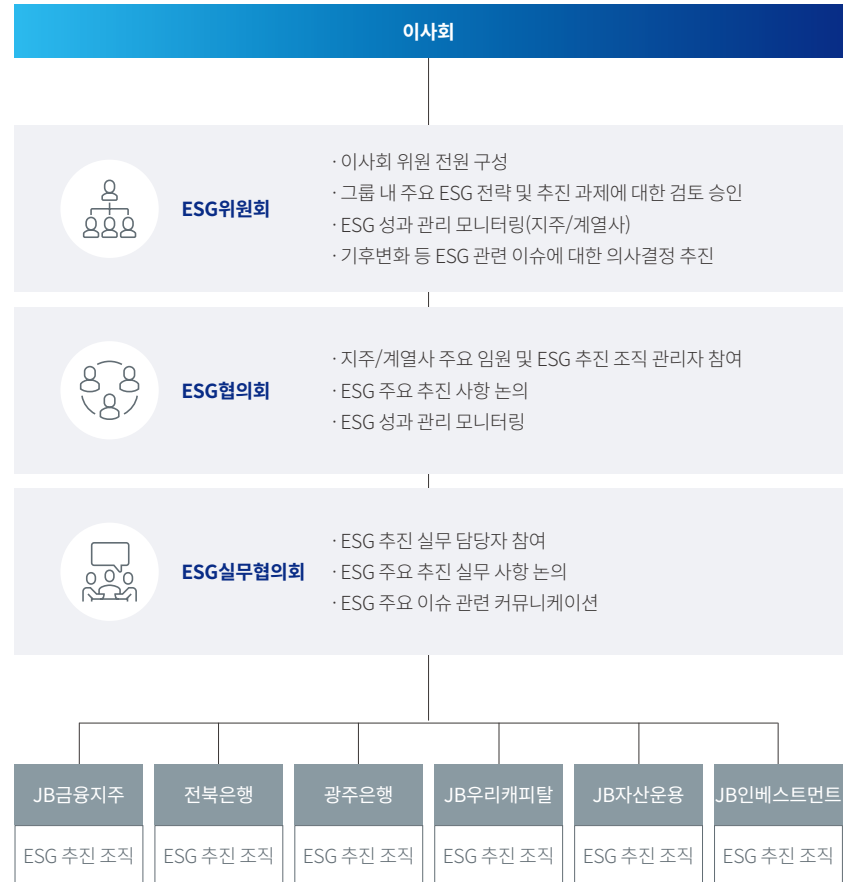 이사회
ESG위원회
· 이사회 위원 전원 구성
· 그룹 내 주요 ESG 전략 및 추진 과제에 대한 검토 승인
· ESG 성과 관리 모니터링(지주/계열사)
· 기후변화 등 ESG 관련 이슈에 대한 의사결정 추진
ESG협의회
· 지주/계열사 주요 임원 및 ESG 추진 조직 관리자 참여
· ESG 주요 추진 사항 논의
· ESG 성과 관리 모니터링
ESG실무협의회
· ESG 추진 실무 담당자 참여
· ESG 주요 추진 실무 사항 논의
· ESG 주요 이슈 관련 커뮤니케이션
JB금융지주 전북은행 광주은행 JB우리캐피탈 JB자산운용 JB인베스트먼트
ESG 추진 조직 ESG 추진 조직 ESG 추진 조직 ESG 추진 조직 ESG 추진 조직 ESG 추진 조직